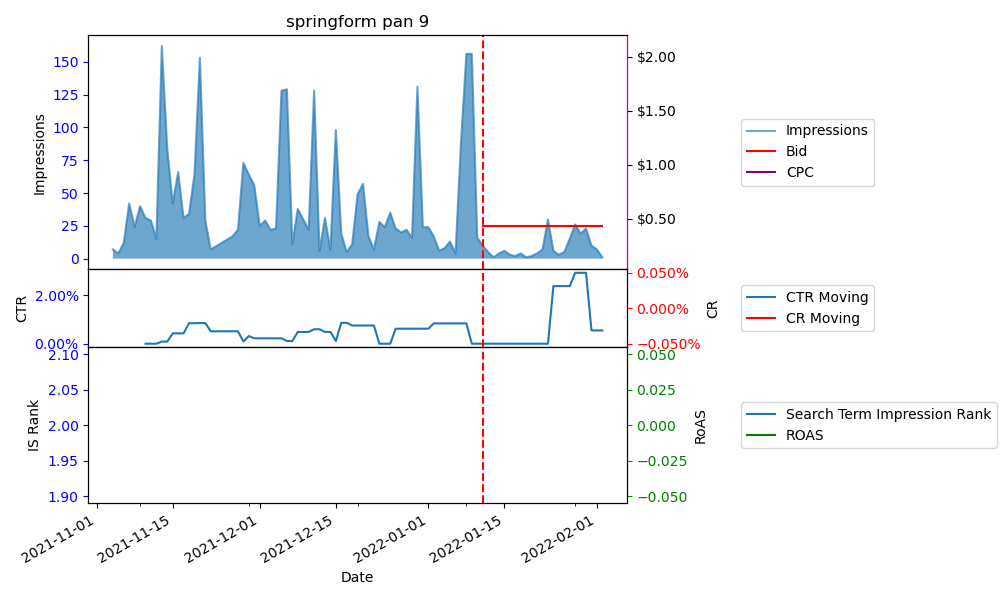 springform pan 9
150
125
100
75
50
25
0
Impressions
$2.00
$1.50
$1.00
$0.50
Impressions
Bid
CPC
2.00%
0.00%
CTR
0.050%
0.000%
−0.050%
CR
CTR Moving
CR Moving
2.10
2.05
2.00
1.95
1.90
IS Rank
0.050
0.025
0.000
−0.025
−0.050
RoAS
Search Term Impression Rank
ROAS
2021-11-01
2021-11-15
2021-12-01
2021-12-15
2022-01-01
2022-01-15
2022-02-01
Date